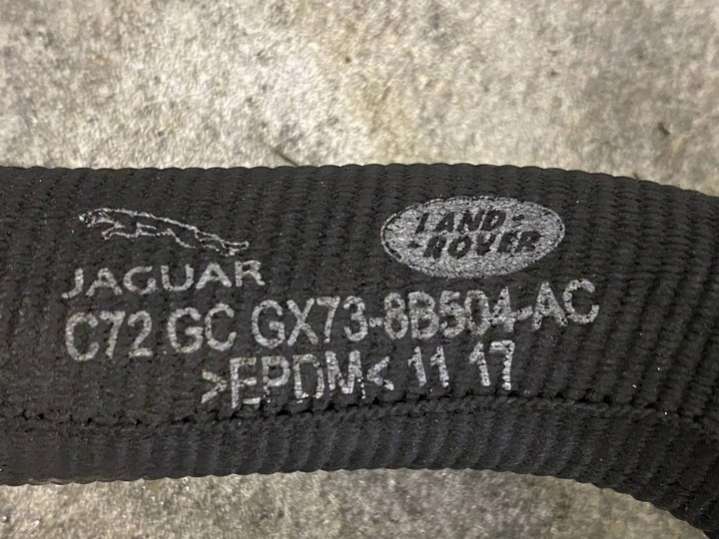 LAND-
-ROVER
JAGUAR
C72 GC GX73-8B504-AC
>EPDM< 11 17